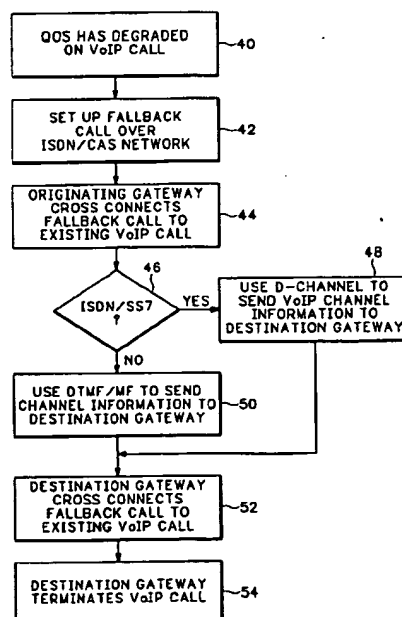 QOS HAS DEGRADED
ON VoIP CALL
40
SET UP FALLBACK
CALL OVER
ISDN/CAS NETWORK
42
ORIGINATING GATEWAY
CROSS CONNECTS
FALLBACK CALL TO
EXISTING VoIP CALL
44
46
ISDN/SS7
?
YES
48
USE D-CHANNEL TO
SEND VoIP CHANNEL
INFORMATION TO
DESTINATION GATEWAY
NO
USE DTMF/MF TO SEND
CHANNEL INFORMATION TO
DESTINATION GATEWAY
50
DESTINATION GATEWAY
CROSS CONNECTS
FALLBACK CALL TO
EXISTING VoIP CALL
52
DESTINATION GATEWAY
TERMINATES VoIP CALL
54